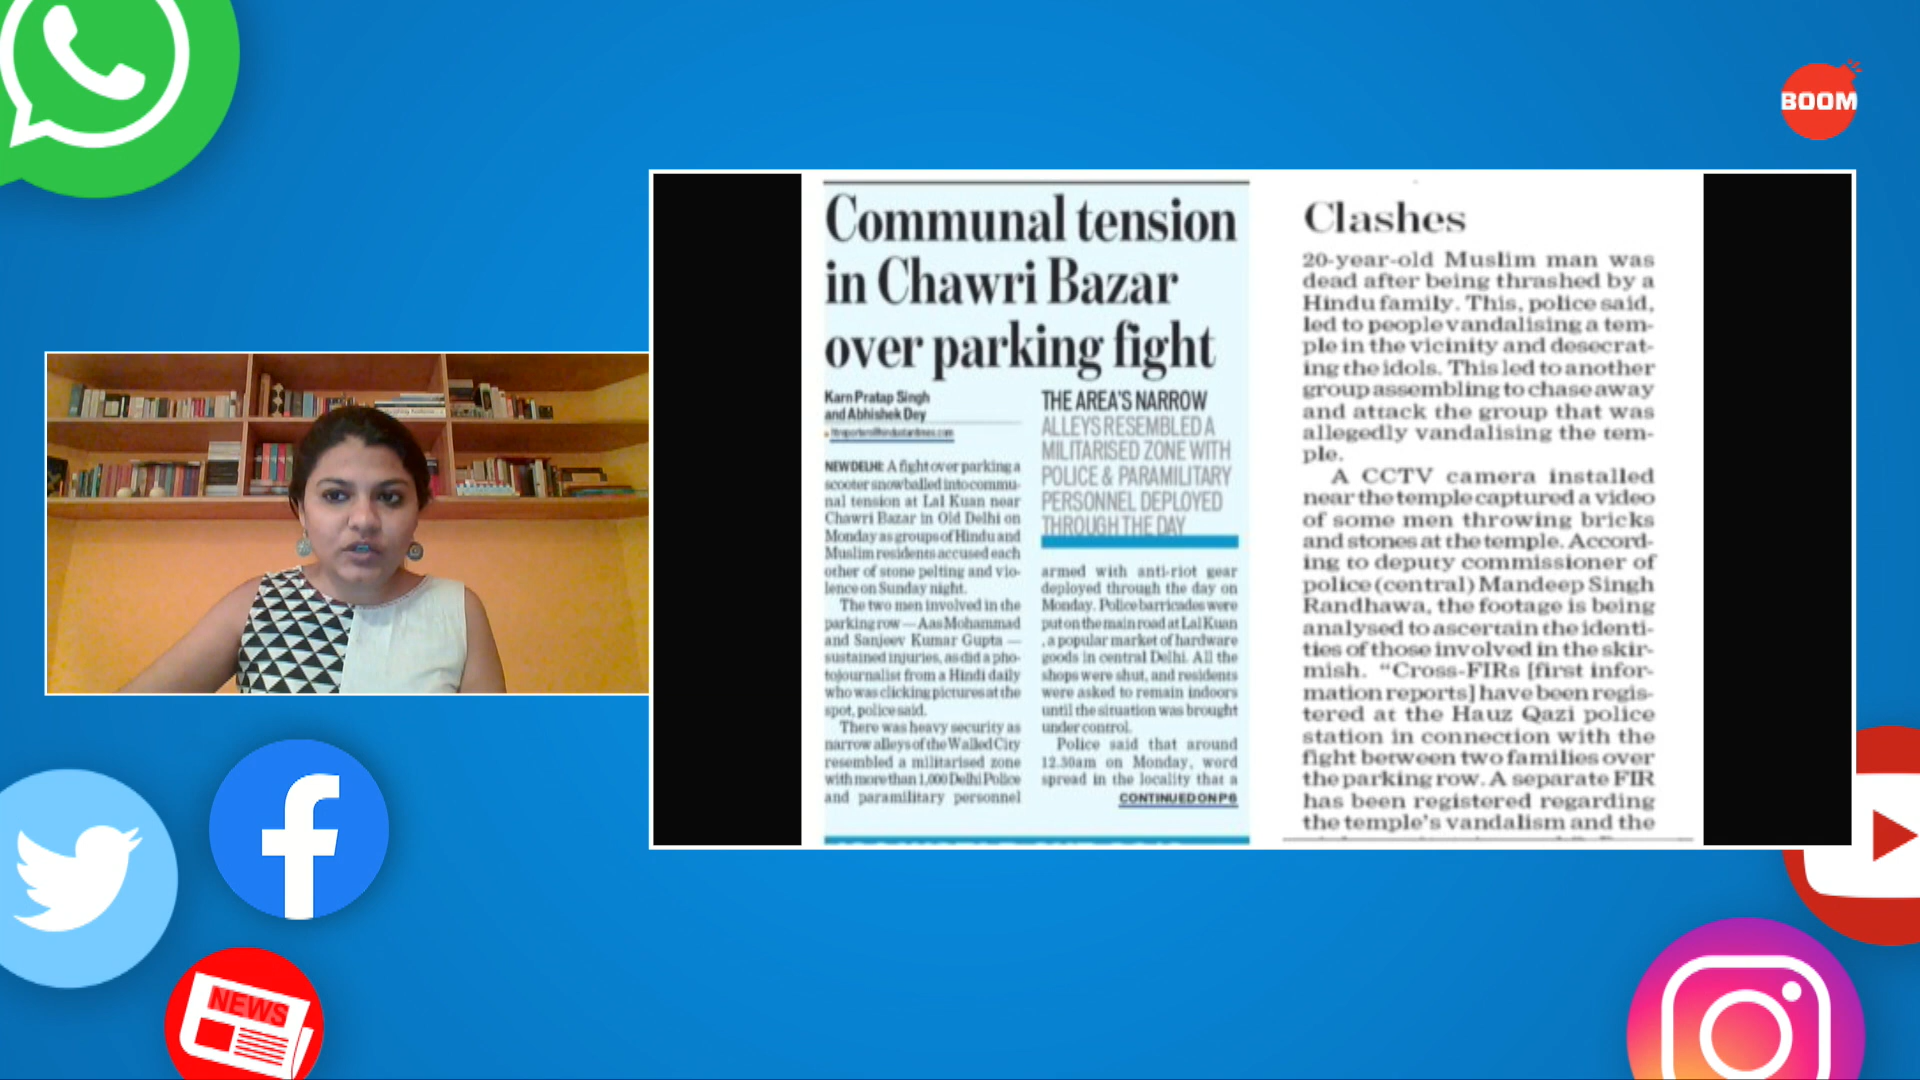 BOOM
Communal tension
in Chawri Bazar
over parking fight
Karn Pratap Singh
and Abhishek Dey
htreporters@hindustantimes.com
NEW DELHI: A fight over parking a
scooter snowballed into commu-
nal tension at Lal Kuan near
Chawri Bazar in Old Delhi on
Monday as groups of Hindu and
Muslim residents accused each
other of stone pelting and vio-
lence on Sunday night.
The two men involved in the
parking row — Aas Mohammad
and Sanjeev Kumar Gupta —
sustained injuries, as did a pho-
tojournalist from a Hindi daily
who was clicking pictures at the
spot, police said.
There was heavy security as
narrow alleys of the Walled City
resembled a militarised zone
with more than 1,000 Delhi Police
and paramilitary personnel
THE AREA'S NARROW
ALLEYS RESEMBLED A
MILITARISED ZONE WITH
POLICE & PARAMILITARY
PERSONNEL DEPLOYED
THROUGH THE DAY
armed with anti-riot gear
deployed through the day on
Monday. Police barricades were
put on the main road at Lal Kuan
, a popular market of hardware
goods in central Delhi. All the
shops were shut, and residents
were asked to remain indoors
until the situation was brought
under control.
Police said that around
12.30am on Monday, word
spread in the locality that a
CONTINUED ON P6
Clashes
20-year-old Muslim man was
dead after being thrashed by a
Hindu family. This, police said,
led to people vandalising a tem-
ple in the vicinity and desecrat-
ing the idols. This led to another
group assembling to chase away
and attack the group that was
allegedly vandalising the tem-
ple.
A CCTV camera installed
near the temple captured a video
of some men throwing bricks
and stones at the temple. Accord-
ing to deputy commissioner of
police (central) Mandeep Singh
Randhawa, the footage is being
analysed to ascertain the identi-
ties of those involved in the skir-
mish. "Cross-FIRs [first infor-
mation reports] have been regis-
tered at the Hauz Qazi police
station in connection with the
fight between two families over
the parking row. A separate FIR
has been registered regarding
the temple's vandalism and the
NEWS